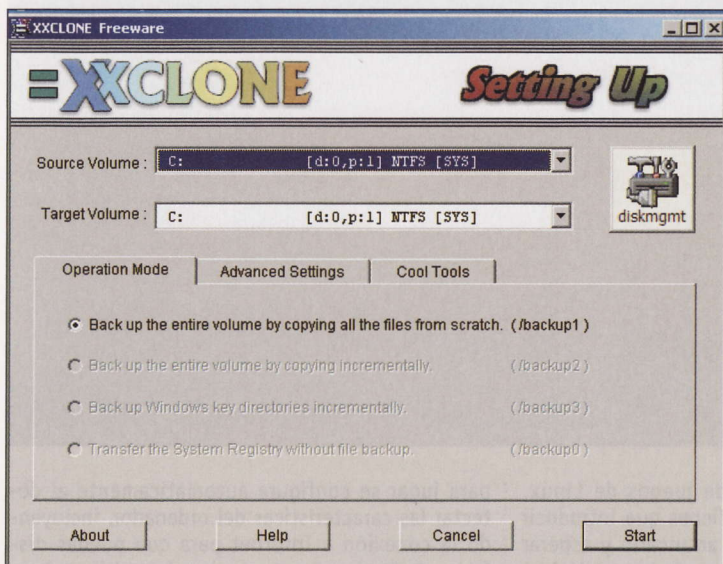 XXCLONE Freeware
=XXCLONE
Setting Up
Source Volume : C: [d:0,p:1] NTFS [SYS]
diskmgmt
Target Volume : C: [d:0,p:1] NTFS [SYS]
Operation Mode Advanced Settings Cool Tools
Back up the entire volume by copying all the files from scratch. (/backup1 )
Back up the entire volume by copying incrementally. (/backup2)
Back up Windows key directories incrementally. (/backup3)
Transfer the System Registry without file backup. (/backup0)
About Help Cancel Start